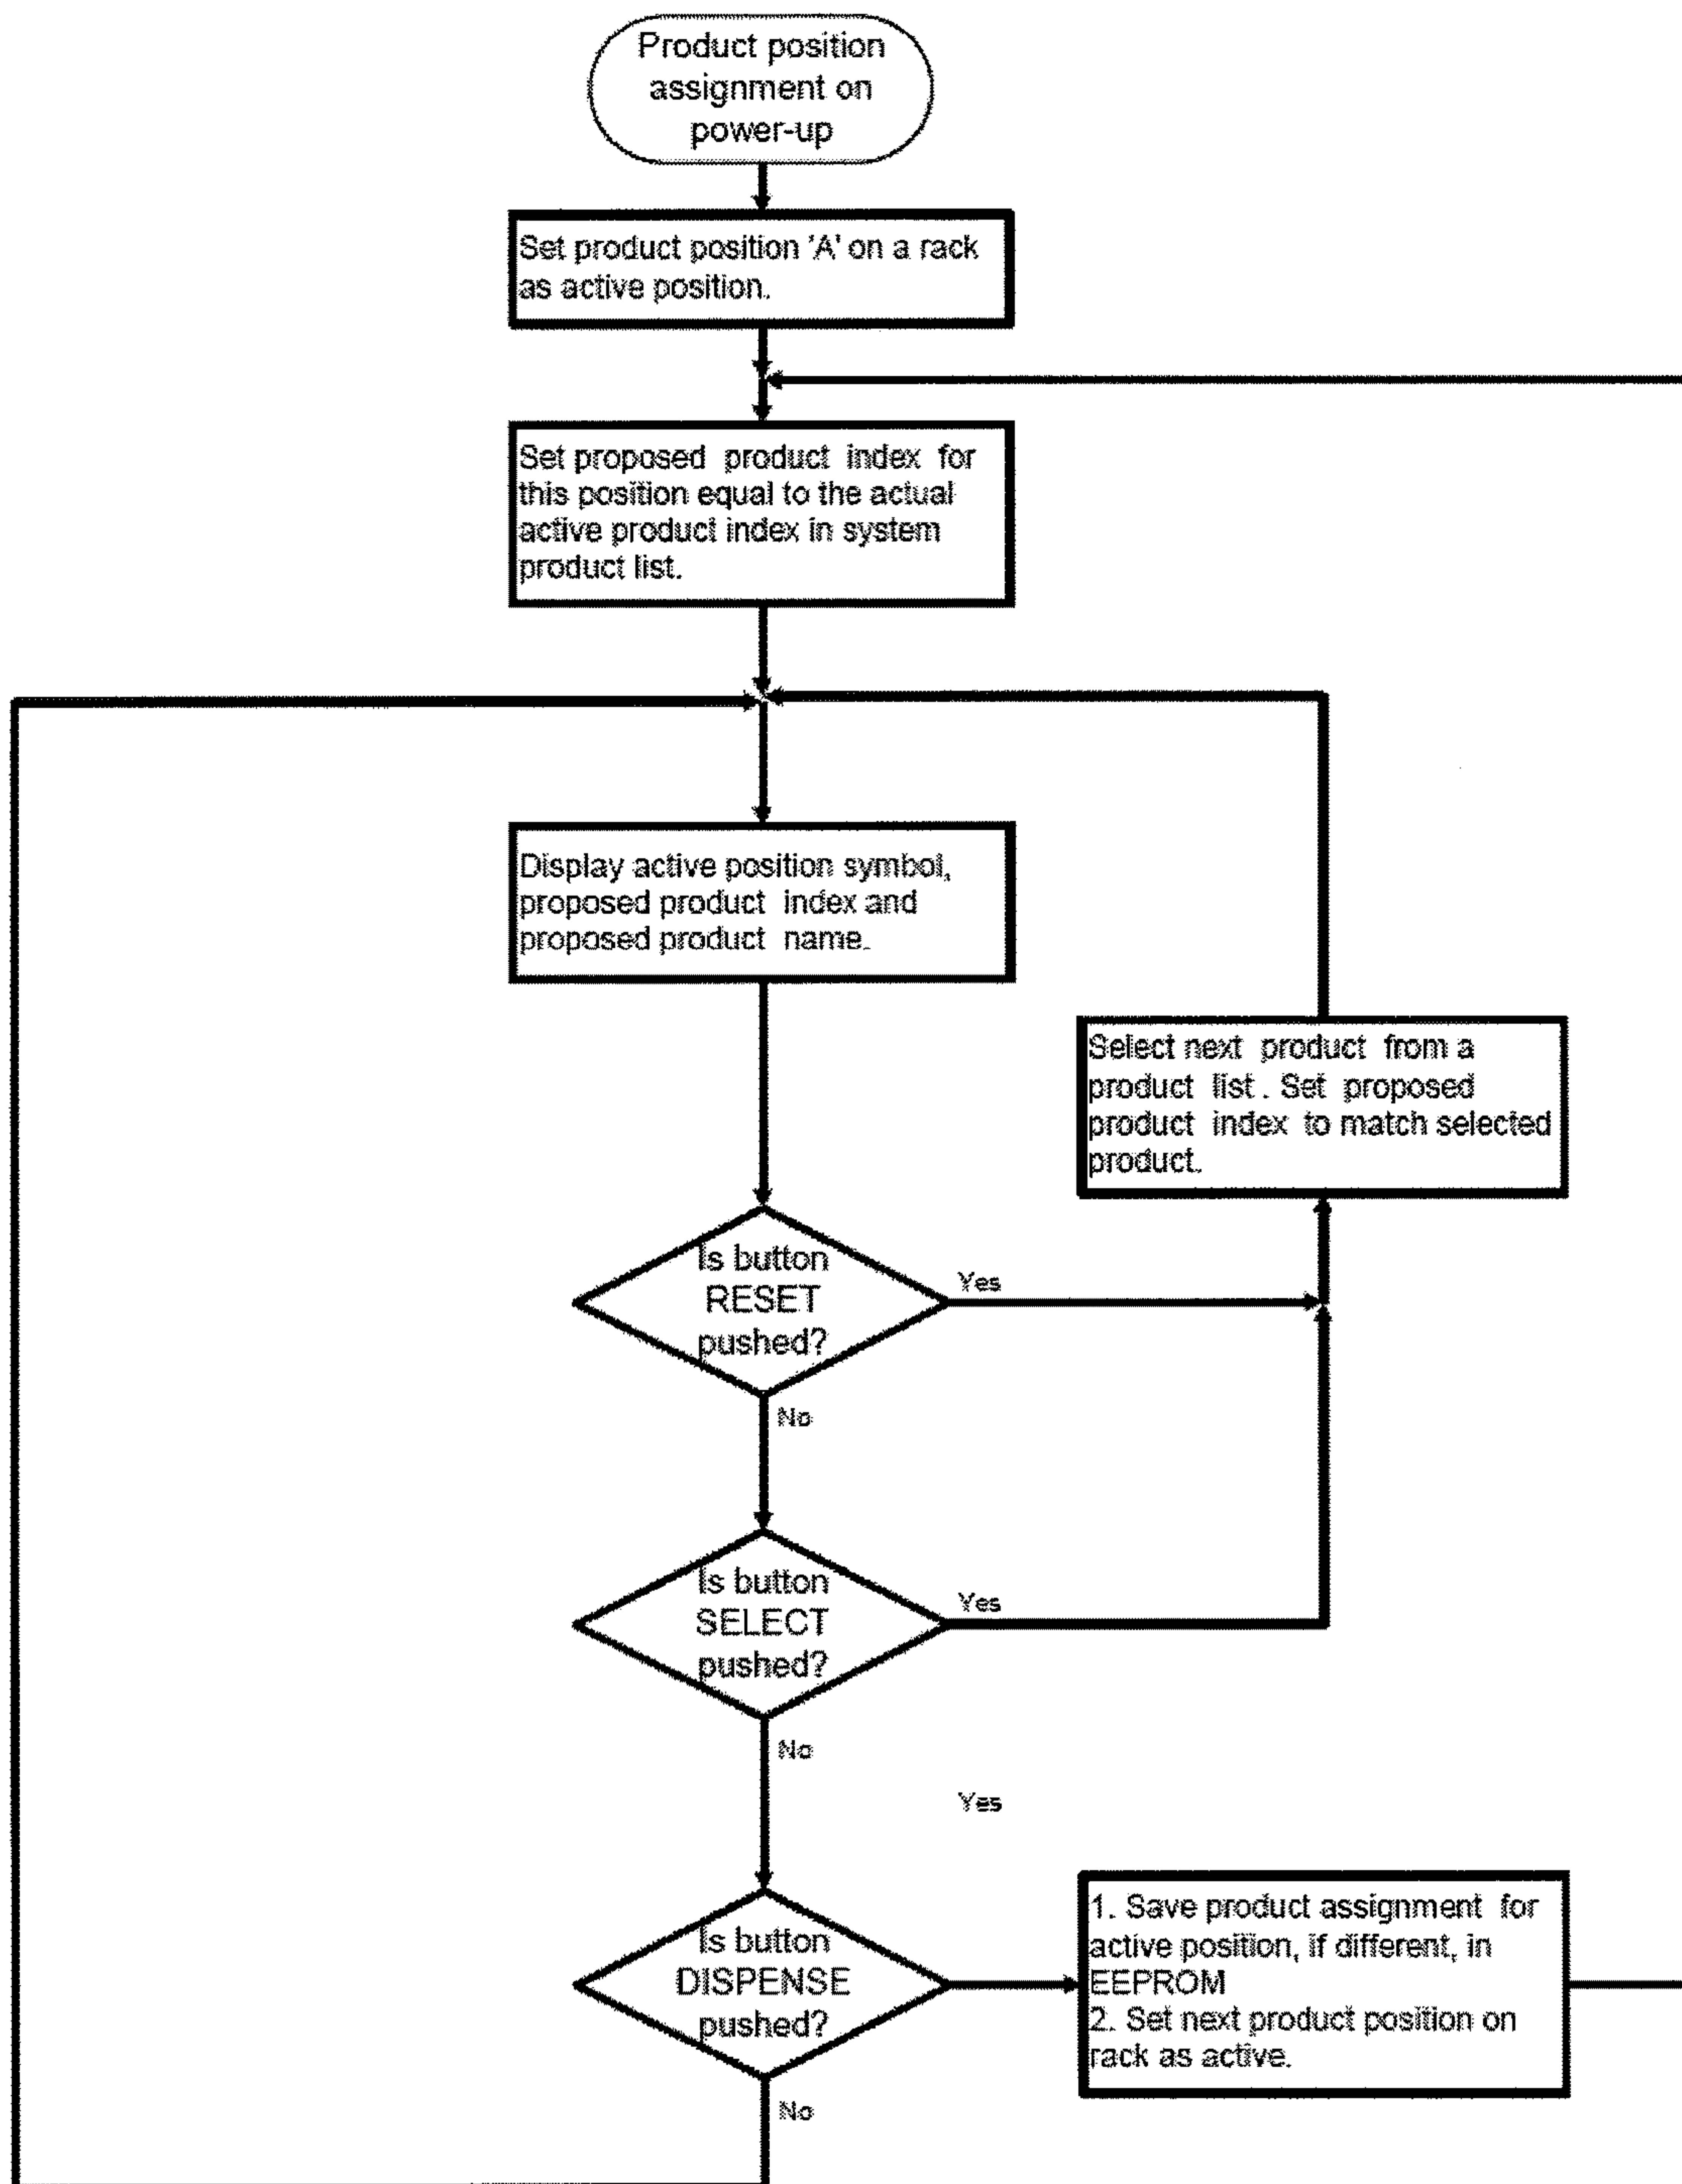 Product position
assignment on
power-up
Set product position 'A' on a rack
as active position.
Set proposed product index for
this position equal to the actual
active product index in system
product list.
Display active position symbol,
proposed product index and
proposed product name.
Select next product from a
product list . Set proposed
product index to match selected
product.
Is button
RESET
pushed?
Yes
No
Is button
SELECT
pushed?
Yes
No
Yes
Is button
DISPENSE
pushed?
No
1. Save product assignment for
active position, if different, in
EEPROM
2. Set next product position on
rack as active.